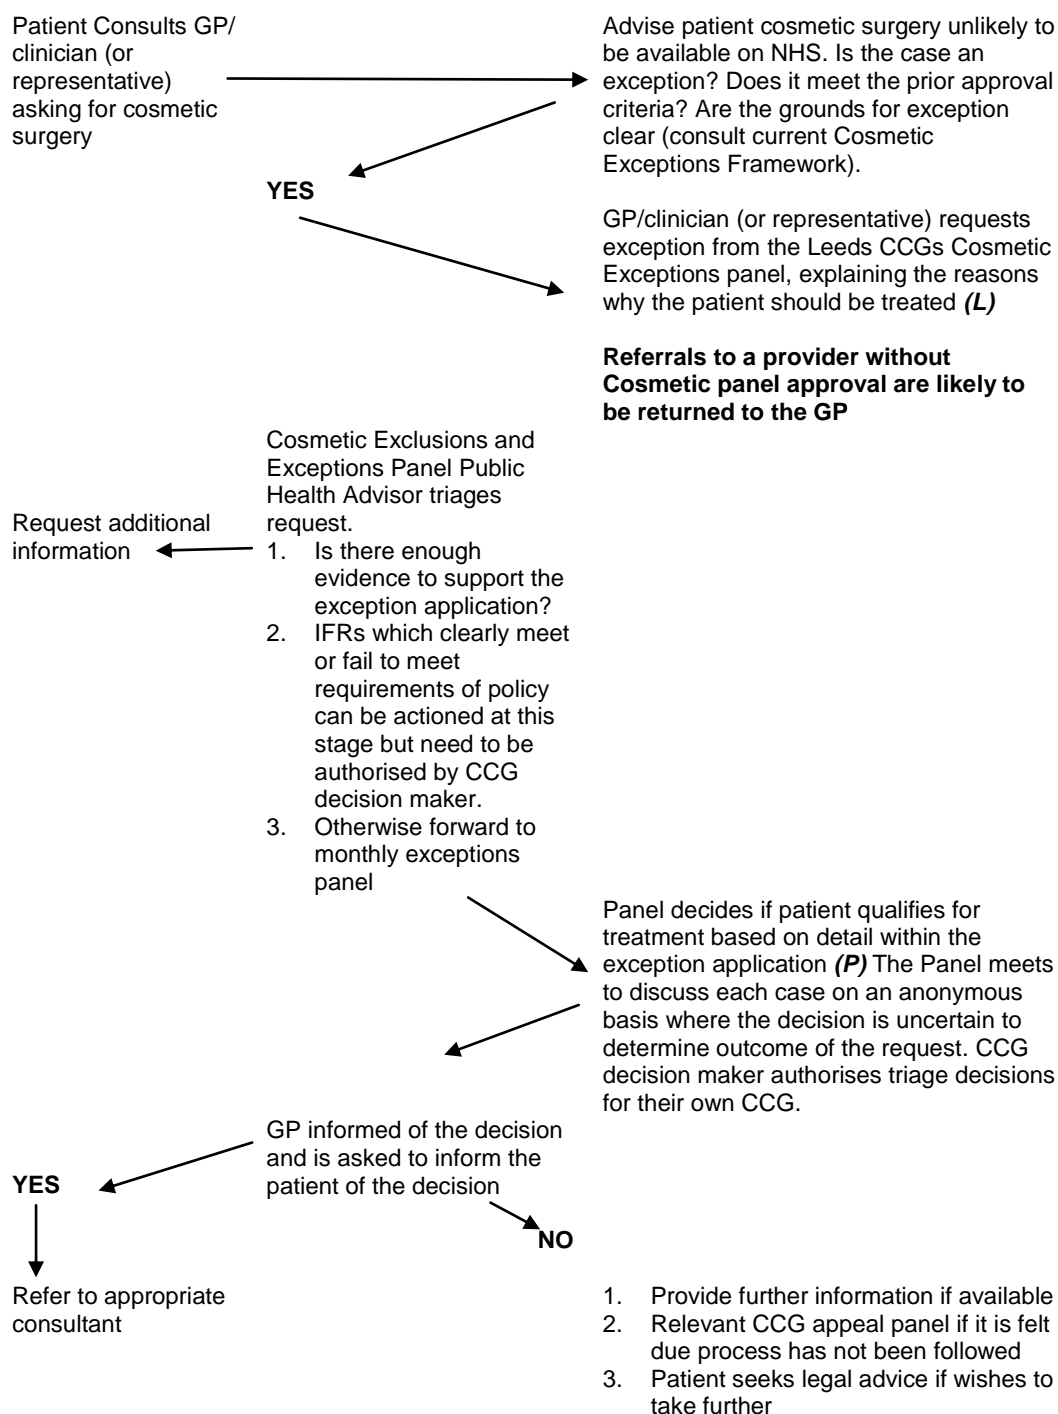 Patient Consults GP/
clinician (or
representative)
asking for cosmetic
surgery
Advise patient cosmetic surgery unlikely to
be available on NHS. Is the case an
exception? Does it meet the prior approval
criteria? Are the grounds for exception
clear (consult current Cosmetic
Exceptions Framework).
YES
GP/clinician (or representative) requests
exception from the Leeds CCGs Cosmetic
Exceptions panel, explaining the reasons
why the patient should be treated (L)
Referrals to a provider without
Cosmetic panel approval are likely to
be returned to the GP
Cosmetic Exclusions and
Exceptions Panel Public
Health Advisor triages
request.
1. Is there enough
evidence to support the
exception application?
2. IFRs which clearly meet
or fail to meet
requirements of policy
can be actioned at this
stage but need to be
authorised by CCG
decision maker.
3. Otherwise forward to
monthly exceptions
panel
Request additional
information
Panel decides if patient qualifies for
treatment based on detail within the
exception application (P) The Panel meets
to discuss each case on an anonymous
basis where the decision is uncertain to
determine outcome of the request. CCG
decision maker authorises triage decisions
for their own CCG.
GP informed of the decision
and is asked to inform the
patient of the decision
YES
NO
Refer to appropriate
consultant
1. Provide further information if available
2. Relevant CCG appeal panel if it is felt
due process has not been followed
3. Patient seeks legal advice if wishes to
take further